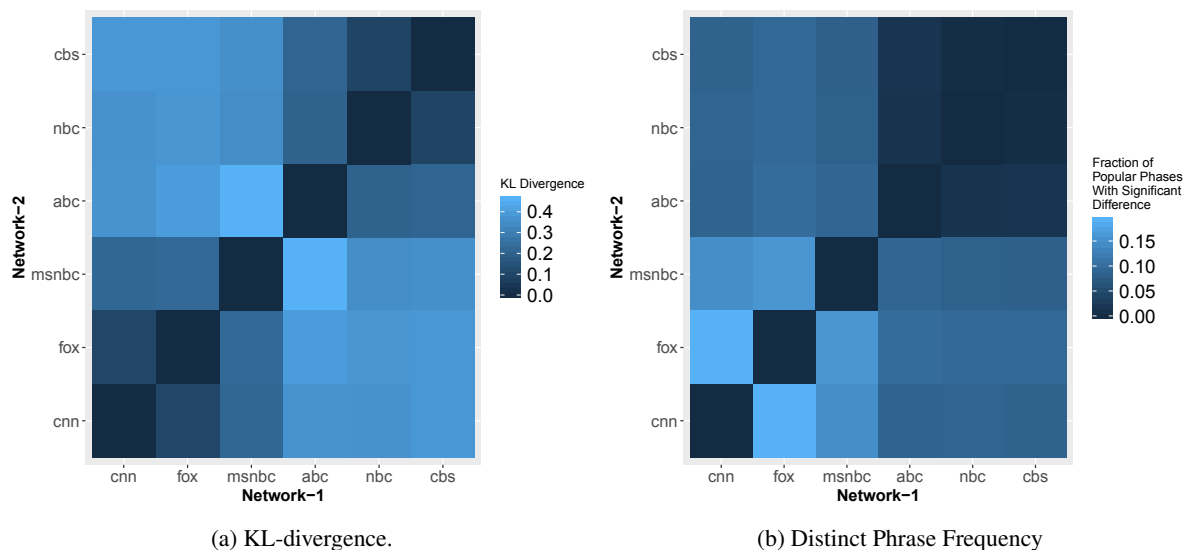 cbs
nbc
abc
msnbc
fox
cnn
Network−2
cnn fox msnbc abc nbc cbs
Network−1
KL Divergence
0.4
0.3
0.2
0.1
0.0
(a) KL-divergence.
cbs
nbc
abc
msnbc
fox
cnn
Network−2
cnn fox msnbc abc nbc cbs
Network−1
Fraction of
Popular Phases
With Significant
Difference
0.15
0.10
0.05
0.00
(b) Distinct Phrase Frequency